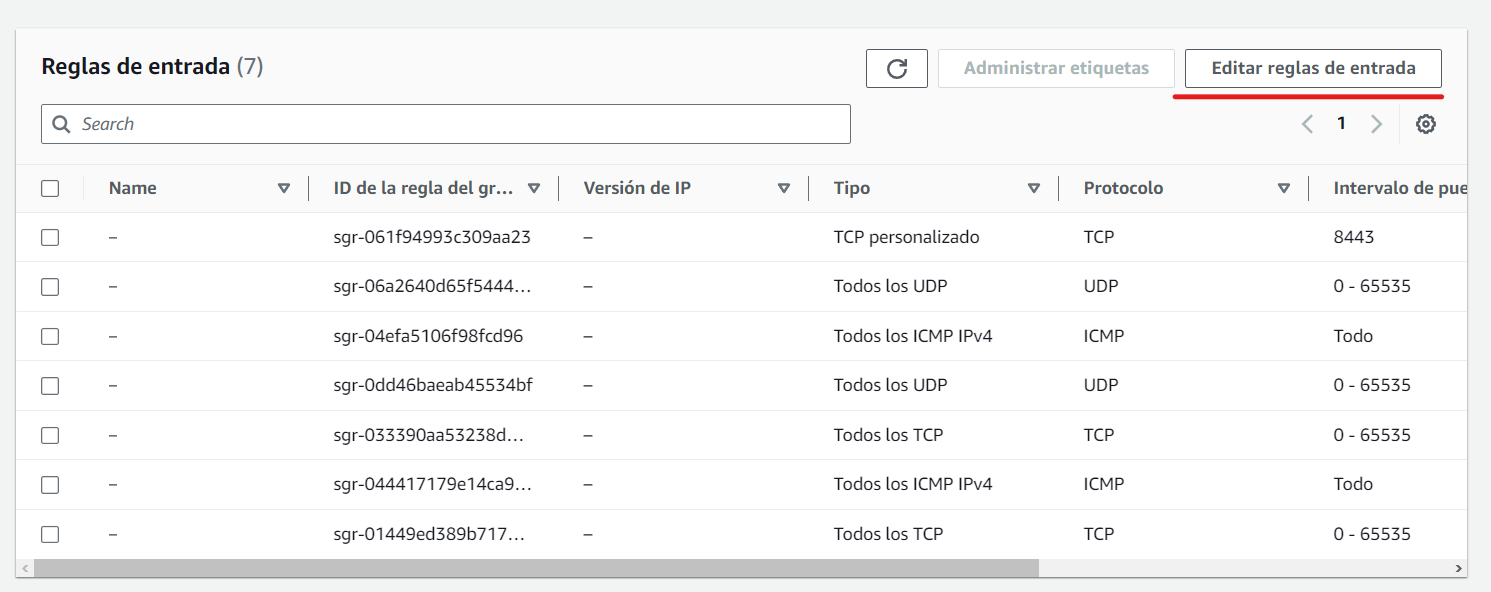 Reglas de entrada (7)
Administrar etiquetas
Editar reglas de entrada
Search
1
Name ID de la regla del gr... Versión de IP Tipo Protocolo Intervalo de pue
– sgr-061f94993c309aa23 – TCP personalizado TCP 8443
– sgr-06a2640d65f5444... – Todos los UDP UDP 0 - 65535
– sgr-04efa5106f98fcd96 – Todos los ICMP IPv4 ICMP Todo
– sgr-0dd46baeab45534bf – Todos los UDP UDP 0 - 65535
– sgr-033390aa53238d... – Todos los TCP TCP 0 - 65535
– sgr-044417179e14ca9... – Todos los ICMP IPv4 ICMP Todo
– sgr-01449ed389b717... – Todos los TCP TCP 0 - 65535